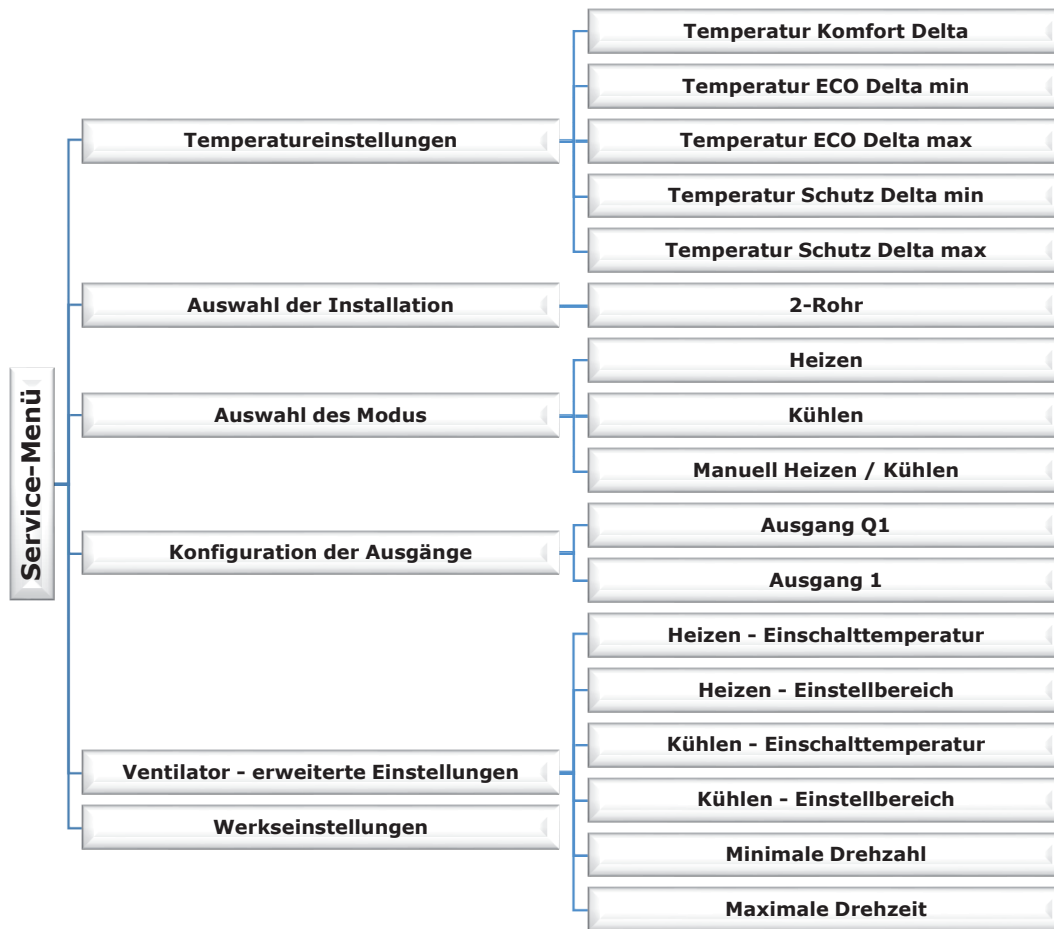 Service-Menü
Temperatureinstellungen
Temperatur Komfort Delta
Temperatur ECO Delta min
Temperatur ECO Delta max
Temperatur Schutz Delta min
Temperatur Schutz Delta max
Auswahl der Installation
2-Rohr
Auswahl des Modus
Heizen
Kühlen
Manuell Heizen / Kühlen
Konfiguration der Ausgänge
Ausgang Q1
Ausgang 1
Ventilator - erweiterte Einstellungen
Heizen - Einschalttemperatur
Heizen - Einstellbereich
Kühlen - Einschalttemperatur
Kühlen - Einstellbereich
Minimale Drehzahl
Maximale Drehzeit
Werkseinstellungen